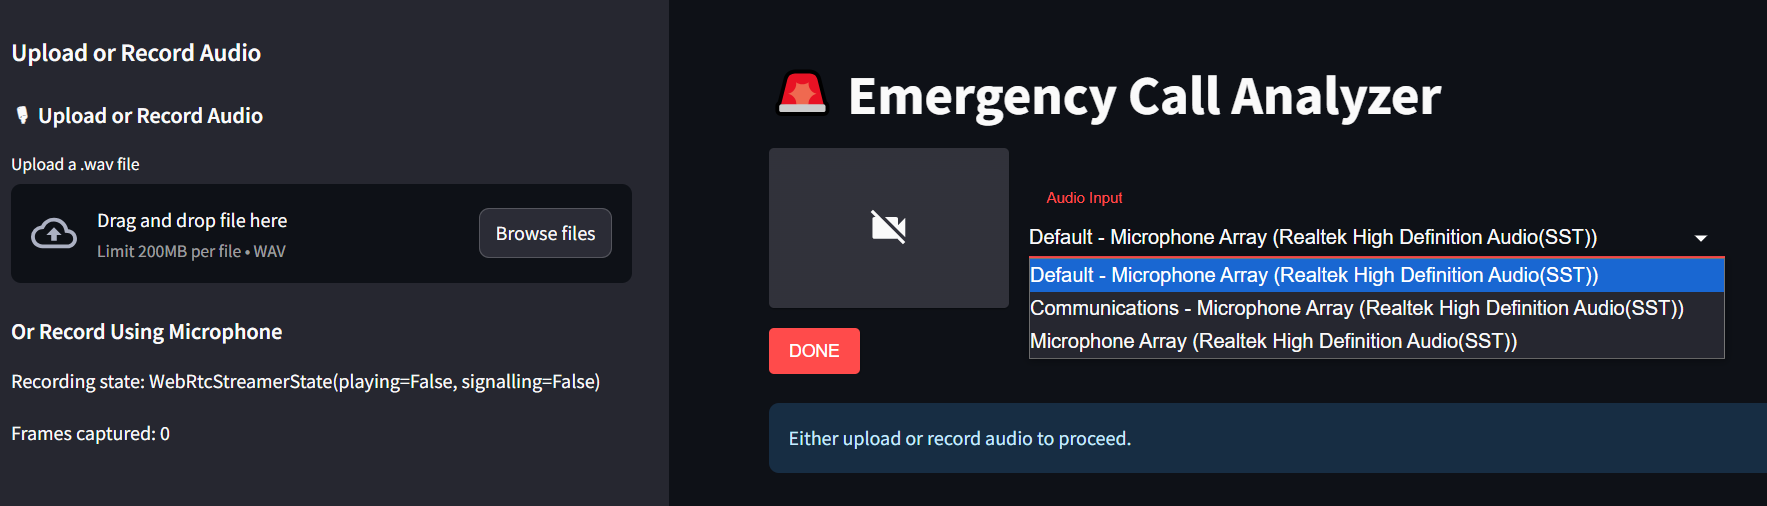 Upload or Record Audio
🎙 Upload or Record Audio
Upload a .wav file
Drag and drop file here
Limit 200MB per file • WAV
Browse files
Or Record Using Microphone
Recording state: WebRtcStreamerState(playing=False, signalling=False)
Frames captured: 0
🚨 Emergency Call Analyzer
Audio Input
Default - Microphone Array (Realtek High Definition Audio(SST))
Default - Microphone Array (Realtek High Definition Audio(SST))
Communications - Microphone Array (Realtek High Definition Audio(SST))
Microphone Array (Realtek High Definition Audio(SST))
DONE
Either upload or record audio to proceed.